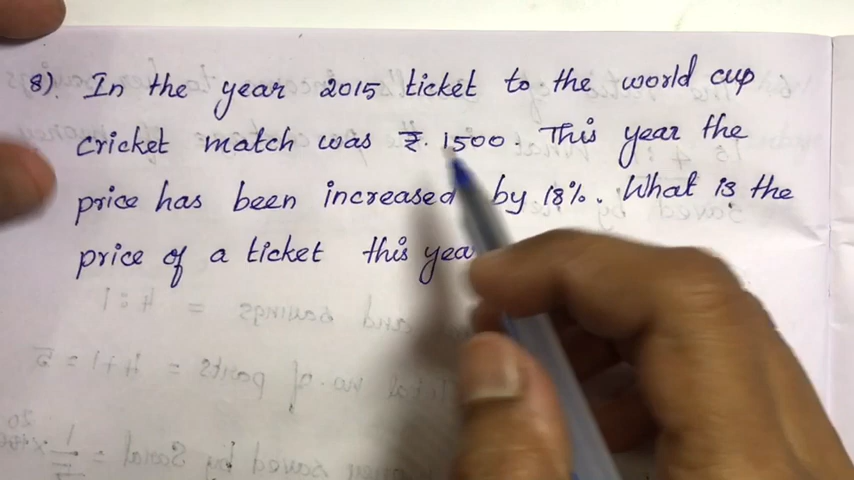 8). In the year 2015 ticket to the world cup
cricket match was ₹. 1500. This year the
price has been increased by 18%. What is the
price of a ticket this year